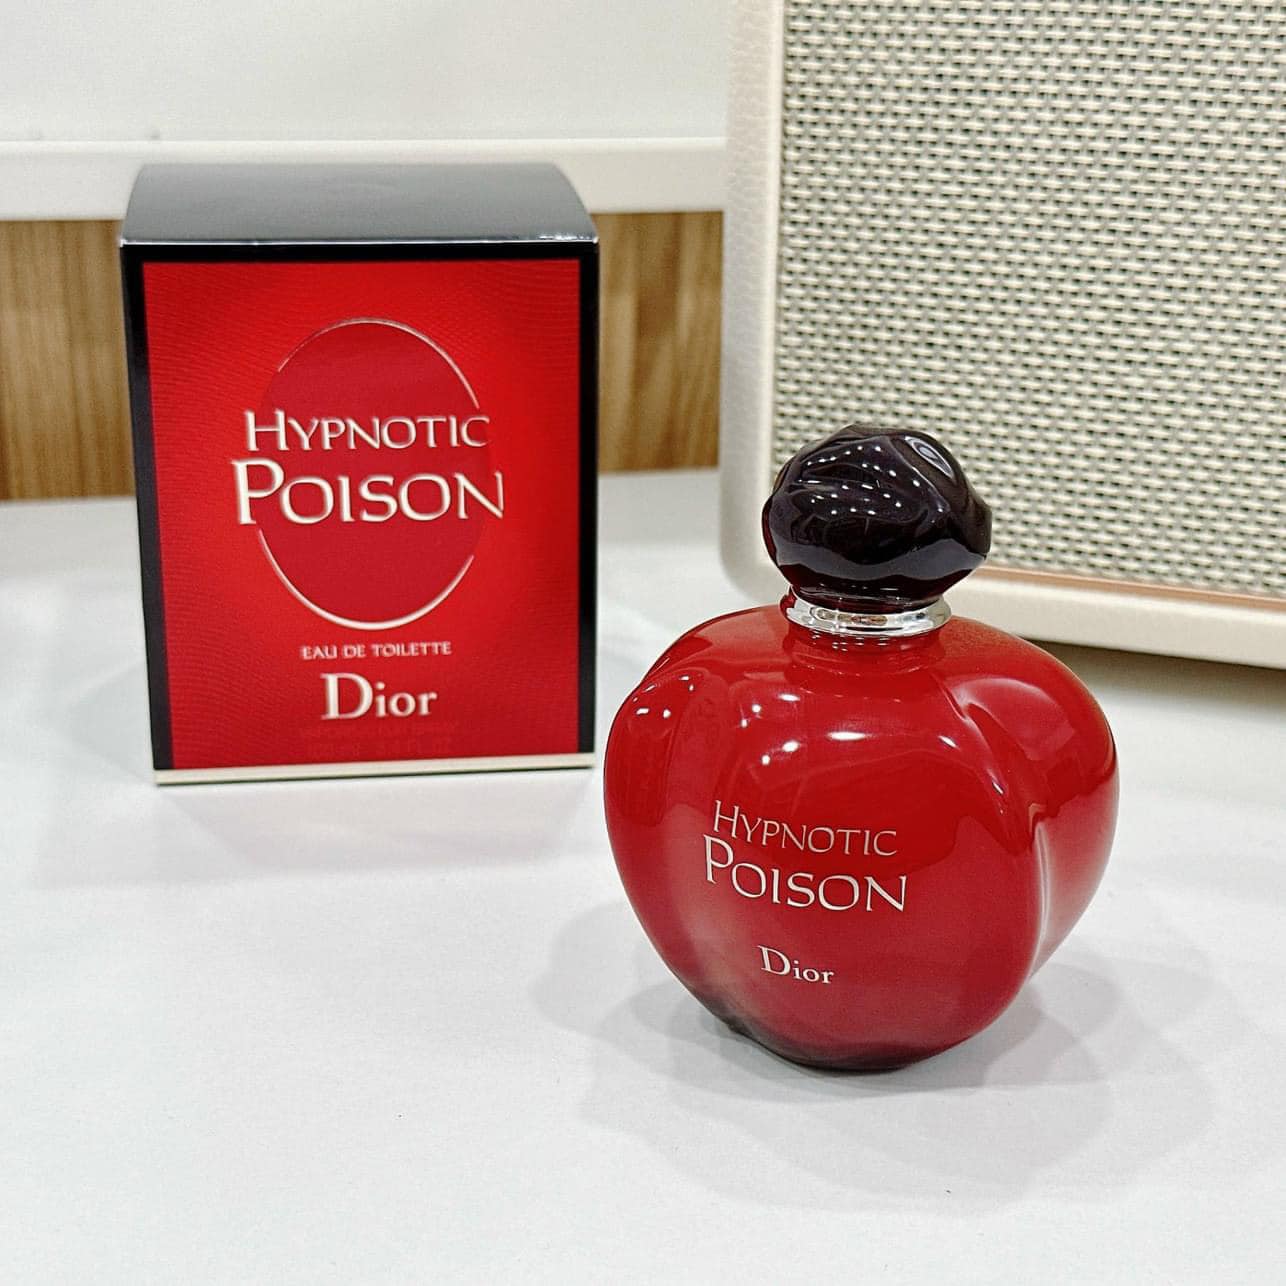 HYPNOTIC
POISON
EAU DE TOILETTE
Dior
HYPNOTIC
POISON
Dior